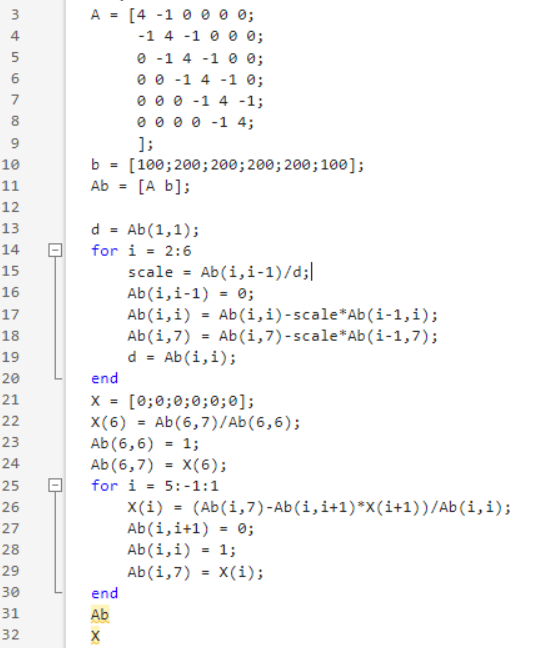 3 A = [4 -1 0 0 0 0;
4 -1 4 -1 0 0 0;
5 0 -1 4 -1 0 0;
6 0 0 -1 4 -1 0;
7 0 0 0 -1 4 -1;
8 0 0 0 0 -1 4;
9 ];
10 b = [100;200;200;200;200;100];
11 Ab = [A b];
12
13 d = Ab(1,1);
14 for i = 2:6
15 scale = Ab(i,i-1)/d;
16 Ab(i,i-1) = 0;
17 Ab(i,i) = Ab(i,i)-scale*Ab(i-1,i);
18 Ab(i,7) = Ab(i,7)-scale*Ab(i-1,7);
19 d = Ab(i,i);
20 end
21 X = [0;0;0;0;0;0];
22 X(6) = Ab(6,7)/Ab(6,6);
23 Ab(6,6) = 1;
24 Ab(6,7) = X(6);
25 for i = 5:-1:1
26 X(i) = (Ab(i,7)-Ab(i,i+1)*X(i+1))/Ab(i,i);
27 Ab(i,i+1) = 0;
28 Ab(i,i) = 1;
29 Ab(i,7) = X(i);
30 end
31 Ab
32 X